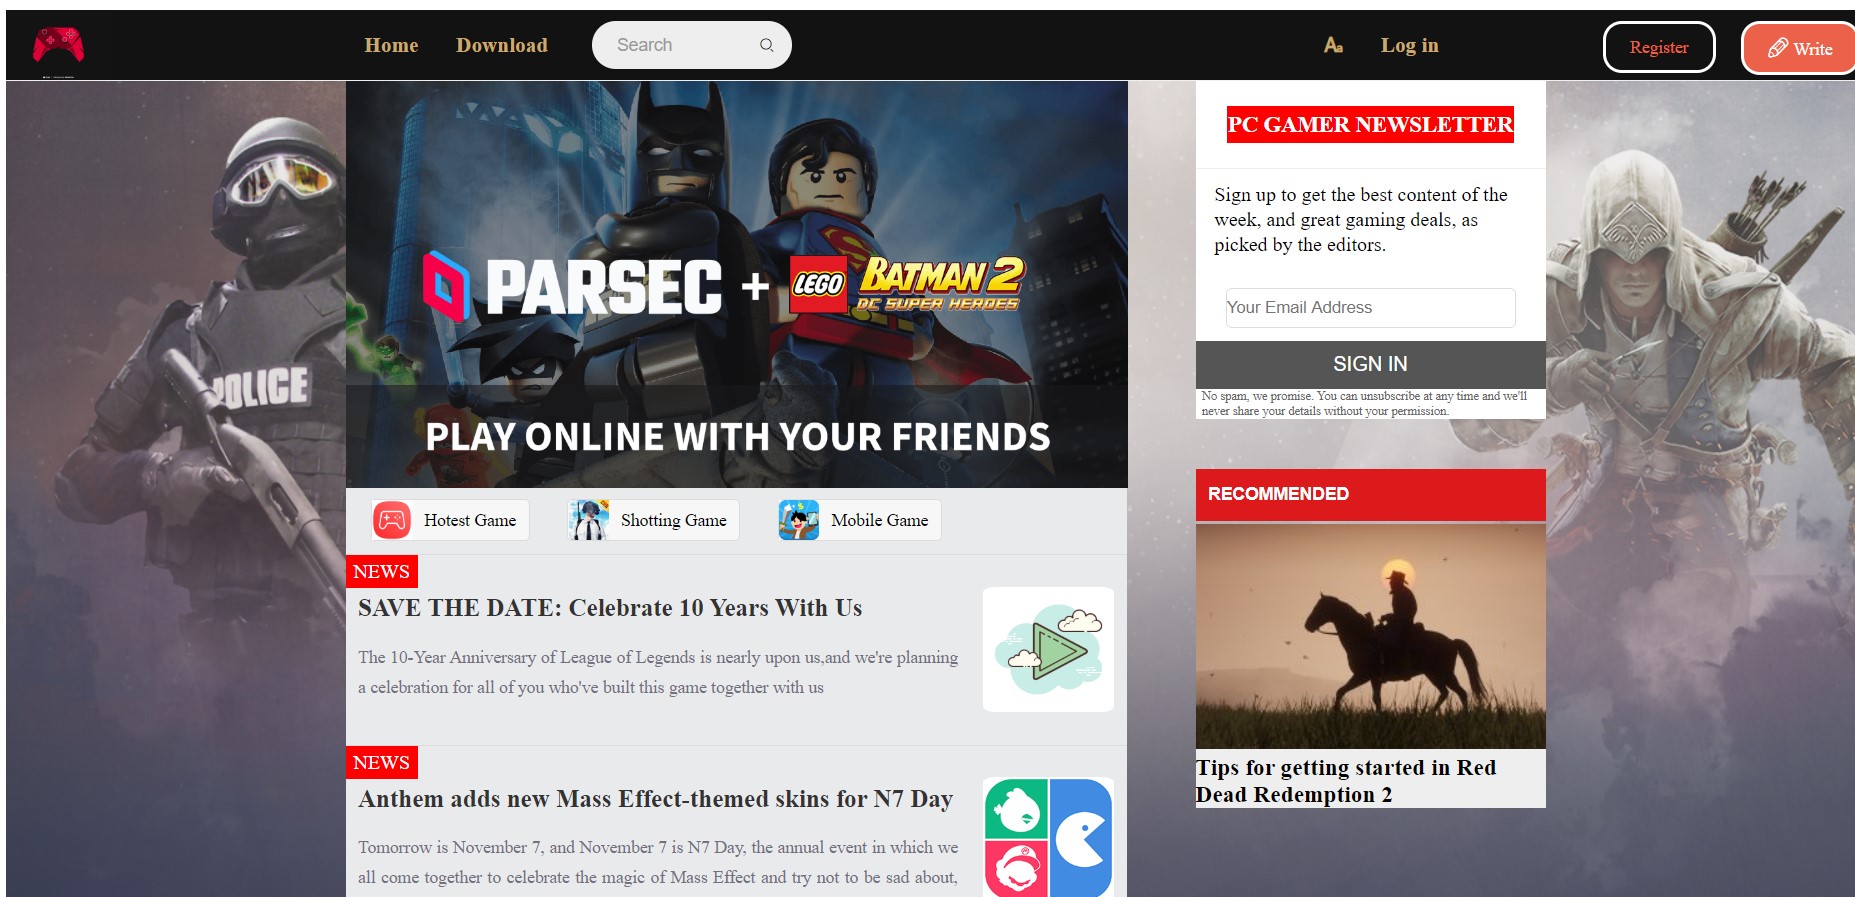 Home
Download
Search
Aa
Log in
Register
Write
POLICE
PARSEC + LEGO BATMAN 2
DC SUPER HEROES
PLAY ONLINE WITH YOUR FRIENDS
Hotest Game
Shotting Game
Mobile Game
NEWS
SAVE THE DATE: Celebrate 10 Years With Us
The 10-Year Anniversary of League of Legends is nearly upon us,and we're planning
a celebration for all of you who've built this game together with us
NEWS
Anthem adds new Mass Effect-themed skins for N7 Day
Tomorrow is November 7, and November 7 is N7 Day, the annual event in which we
all come together to celebrate the magic of Mass Effect and try not to be sad about,
PC GAMER NEWSLETTER
Sign up to get the best content of the
week, and great gaming deals, as
picked by the editors.
Your Email Address
SIGN IN
No spam, we promise. You can unsubscribe at any time and we'll
never share your details without your permission.
RECOMMENDED
Tips for getting started in Red
Dead Redemption 2